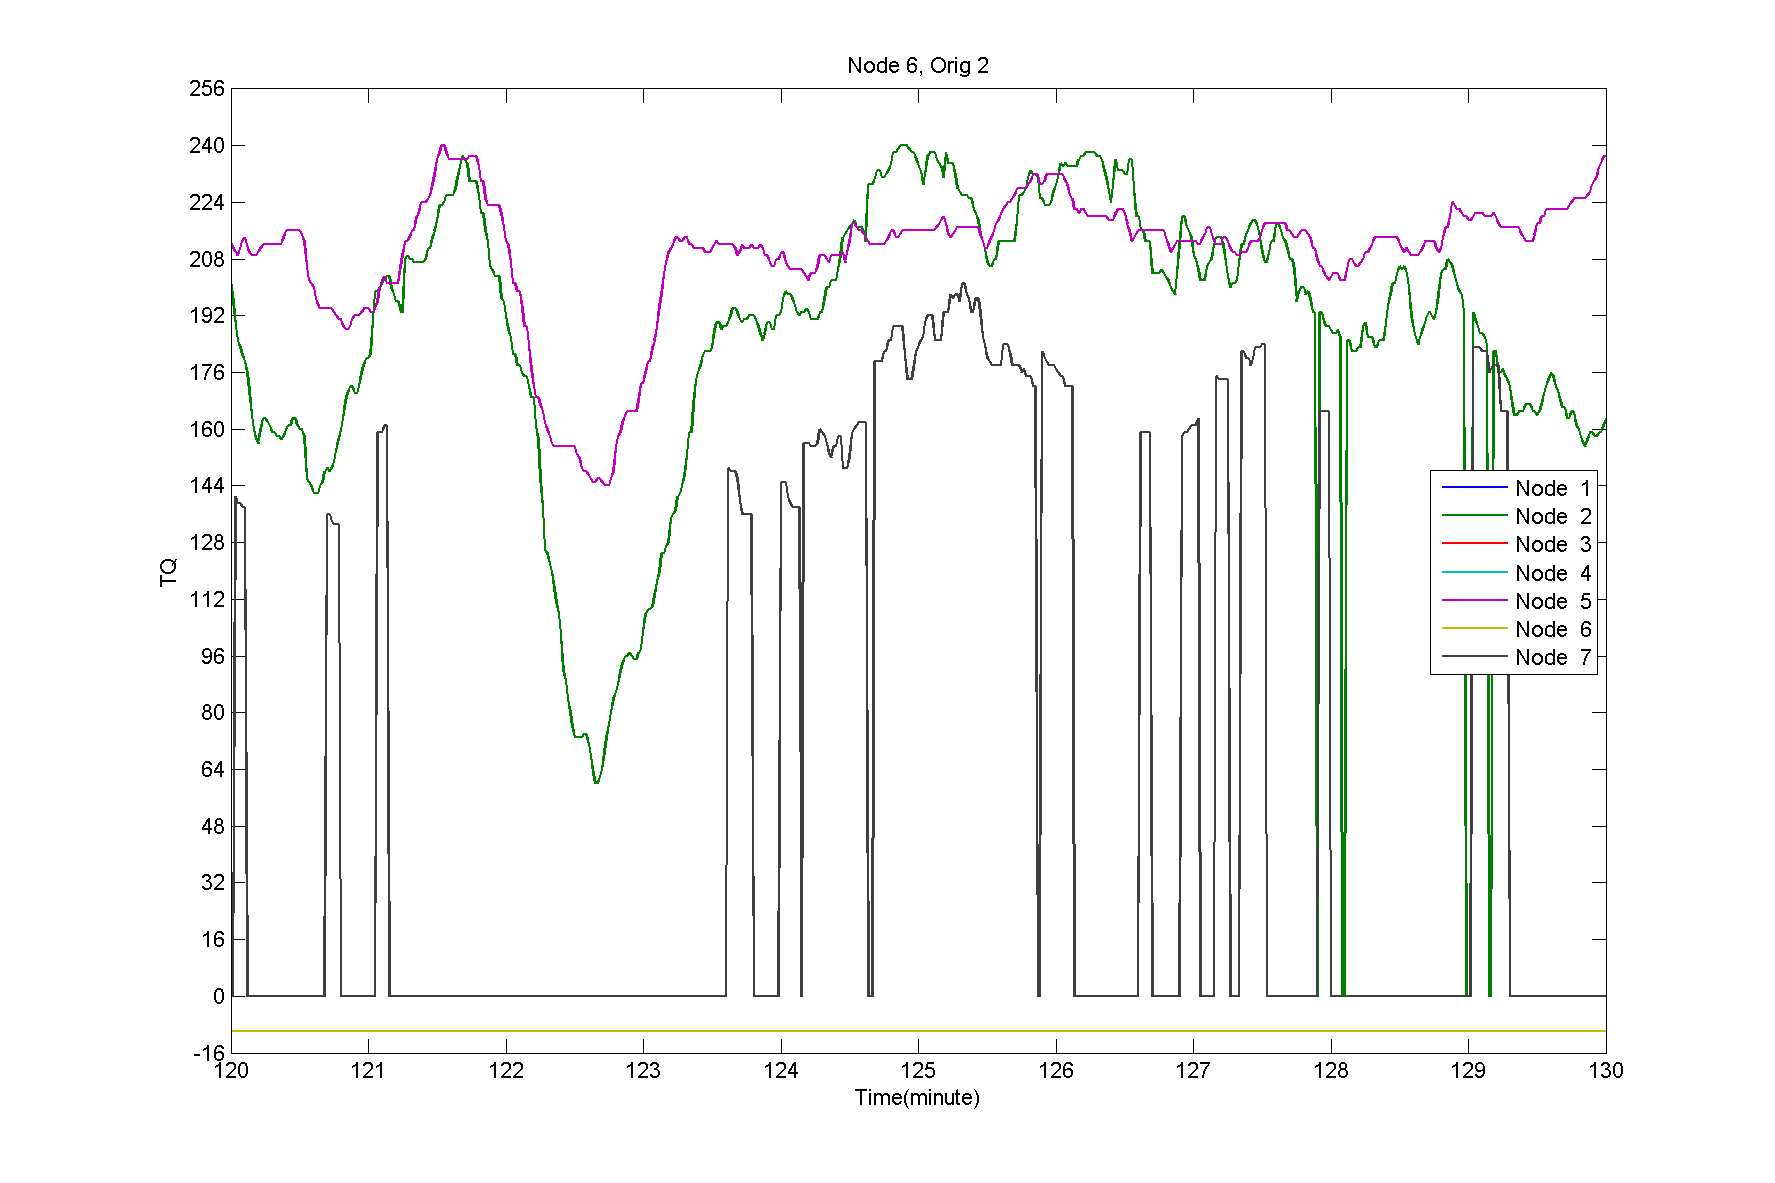 Node 6, Orig 2
256
240
224
208
192
176
160
144
128
112
96
80
64
48
32
16
0
-16
TQ
Node 1
Node 2
Node 3
Node 4
Node 5
Node 6
Node 7
120 121 122 123 124 125 126 127 128 129 130
Time(minute)